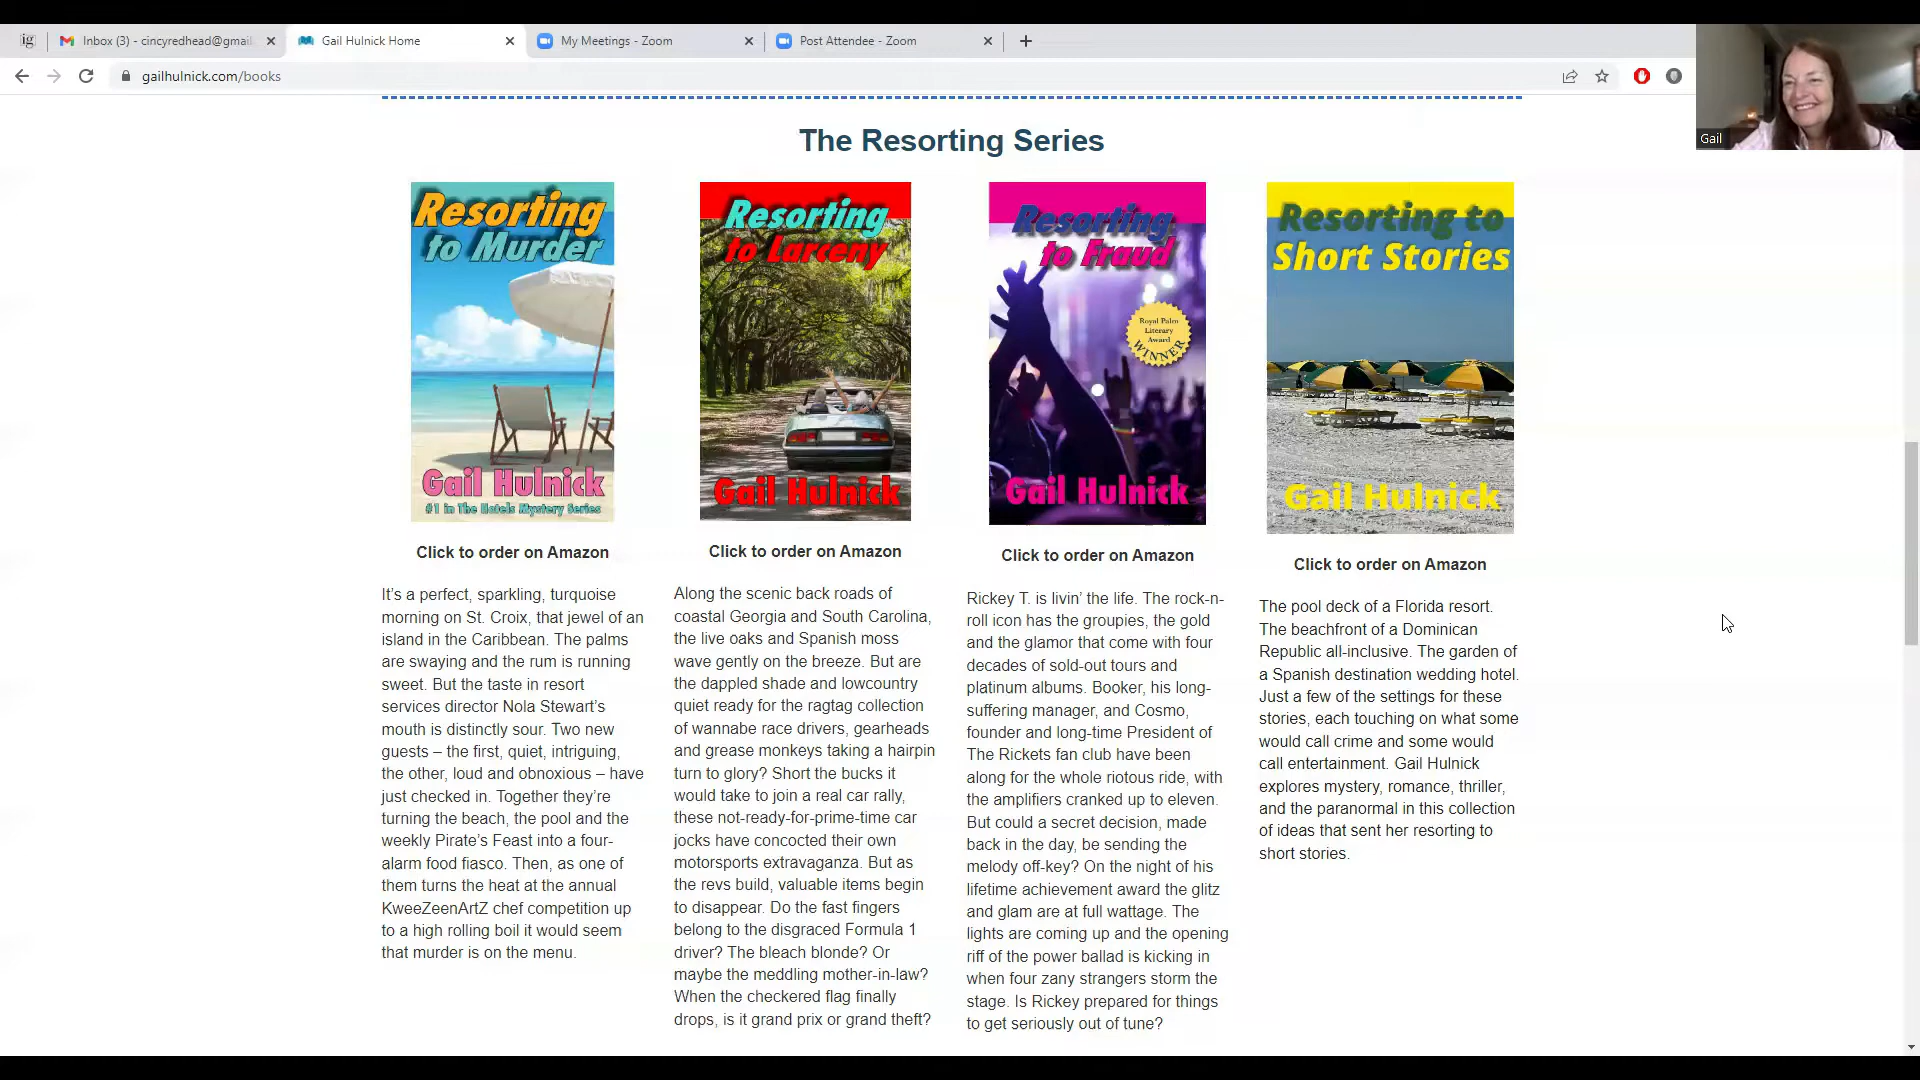 Inbox (3) - cincyredhead@gmail
Gail Hulnick Home
My Meetings - Zoom
Post Attendee - Zoom
gailhulnick.com/books
Gail
The Resorting Series
Resorting
to Murder
Gail Hulnick
#1 in The Hotels Mystery Series
Click to order on Amazon
It's a perfect, sparkling, turquoise
morning on St. Croix, that jewel of an
island in the Caribbean. The palms
are swaying and the rum is running
sweet. But the taste in resort
services director Nola Stewart's
mouth is distinctly sour. Two new
guests – the first, quiet, intriguing,
the other, loud and obnoxious – have
just checked in. Together they're
turning the beach, the pool and the
weekly Pirate's Feast into a four-
alarm food fiasco. Then, as one of
them turns the heat at the annual
KweeZeenArtZ chef competition up
to a high rolling boil it would seem
that murder is on the menu.
Resorting
to Larceny
Gail Hulnick
Click to order on Amazon
Along the scenic back roads of
coastal Georgia and South Carolina,
the live oaks and Spanish moss
wave gently on the breeze. But are
the dappled shade and lowcountry
quiet ready for the ragtag collection
of wannabe race drivers, gearheads
and grease monkeys taking a hairpin
turn to glory? Short the bucks it
would take to join a real car rally,
these not-ready-for-prime-time car
jocks have concocted their own
motorsports extravaganza. But as
the revs build, valuable items begin
to disappear. Do the fast fingers
belong to the disgraced Formula 1
driver? The bleach blonde? Or
maybe the meddling mother-in-law?
When the checkered flag finally
drops, is it grand prix or grand theft?
Resorting
to Fraud
Royal Palm
Literary
Award
WINNER
Gail Hulnick
Click to order on Amazon
Rickey T. is livin' the life. The rock-n-
roll icon has the groupies, the gold
and the glamor that come with four
decades of sold-out tours and
platinum albums. Booker, his long-
suffering manager, and Cosmo,
founder and long-time President of
The Rickets fan club have been
along for the whole riotous ride, with
the amplifiers cranked up to eleven.
But could a secret decision, made
back in the day, be sending the
melody off-key? On the night of his
lifetime achievement award the glitz
and glam are at full wattage. The
lights are coming up and the opening
riff of the power ballad is kicking in
when four zany strangers storm the
stage. Is Rickey prepared for things
to get seriously out of tune?
Resorting to
Short Stories
Gail Hulnick
Click to order on Amazon
The pool deck of a Florida resort.
The beachfront of a Dominican
Republic all-inclusive. The garden of
a Spanish destination wedding hotel.
Just a few of the settings for these
stories, each touching on what some
would call crime and some would
call entertainment. Gail Hulnick
explores mystery, romance, thriller,
and the paranormal in this collection
of ideas that sent her resorting to
short stories.